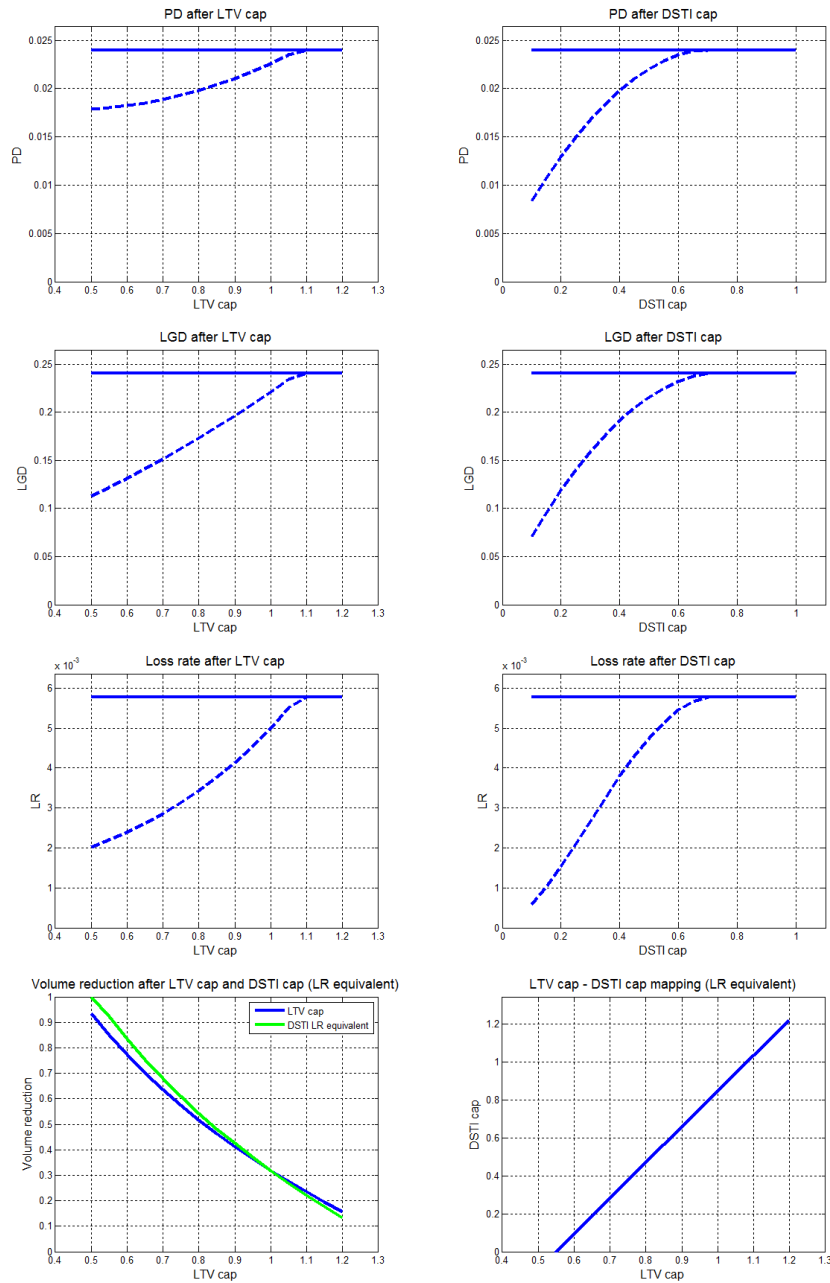 PD after LTV cap
0.025
0.02
0.015
0.01
0.005
0
PD
0.4 0.5 0.6 0.7 0.8 0.9 1 1.1 1.2 1.3
LTV cap
PD after DSTI cap
0.025
0.02
0.015
0.01
0.005
0
PD
0 0.2 0.4 0.6 0.8 1
DSTI cap
LGD after LTV cap
0.25
0.2
0.15
0.1
0.05
0
LGD
0.4 0.5 0.6 0.7 0.8 0.9 1 1.1 1.2 1.3
LTV cap
LGD after DSTI cap
0.25
0.2
0.15
0.1
0.05
0
LGD
0 0.2 0.4 0.6 0.8 1
DSTI cap
Loss rate after LTV cap
x 10⁻³
6
5
4
3
2
1
0
LR
0.4 0.5 0.6 0.7 0.8 0.9 1 1.1 1.2 1.3
LTV cap
Loss rate after DSTI cap
x 10⁻³
6
5
4
3
2
1
0
LR
0 0.2 0.4 0.6 0.8 1
DSTI cap
Volume reduction after LTV cap and DSTI cap (LR equivalent)
1
0.9
0.8
0.7
0.6
0.5
0.4
0.3
0.2
0.1
0
Volume reduction
LTV cap
DSTI LR equivalent
0.4 0.5 0.6 0.7 0.8 0.9 1 1.1 1.2 1.3
LTV cap
LTV cap - DSTI cap mapping (LR equivalent)
1.2
1
0.8
0.6
0.4
0.2
0
DSTI cap
0.4 0.5 0.6 0.7 0.8 0.9 1 1.1 1.2 1.3
LTV cap